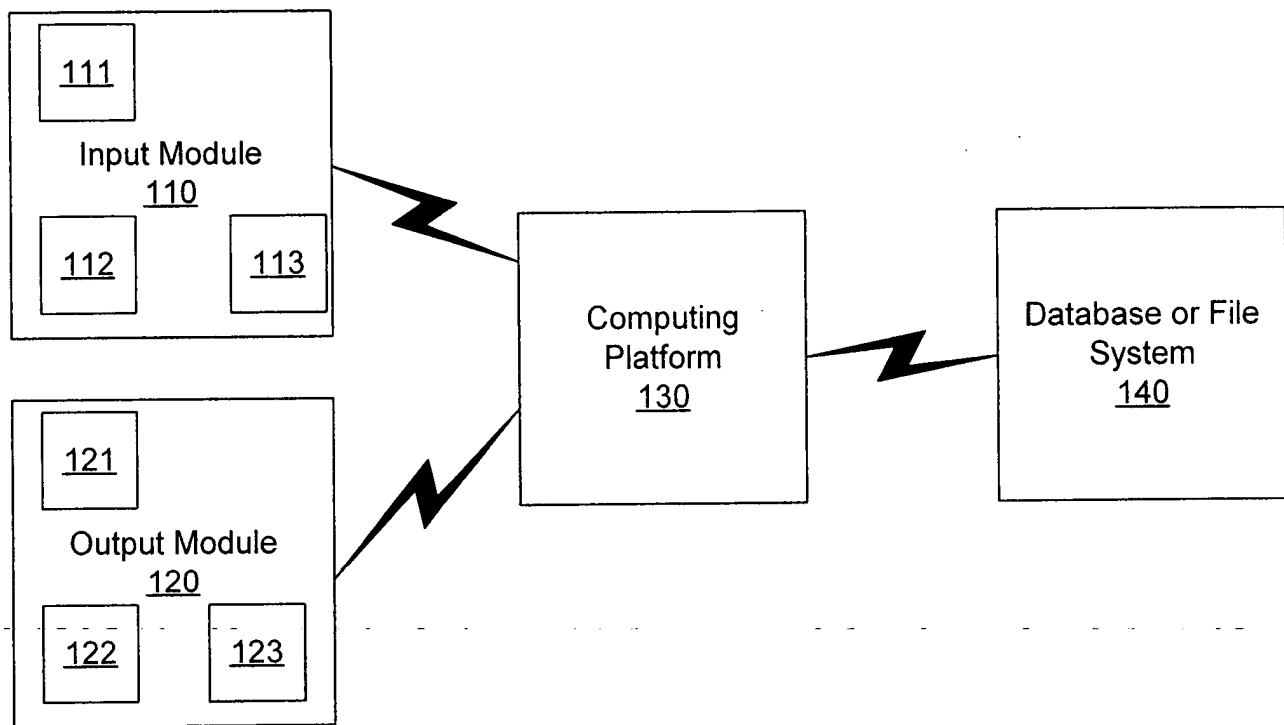 111
Input Module
110
112
113
Computing
Platform
130
Database or File
System
140
121
Output Module
120
122
123